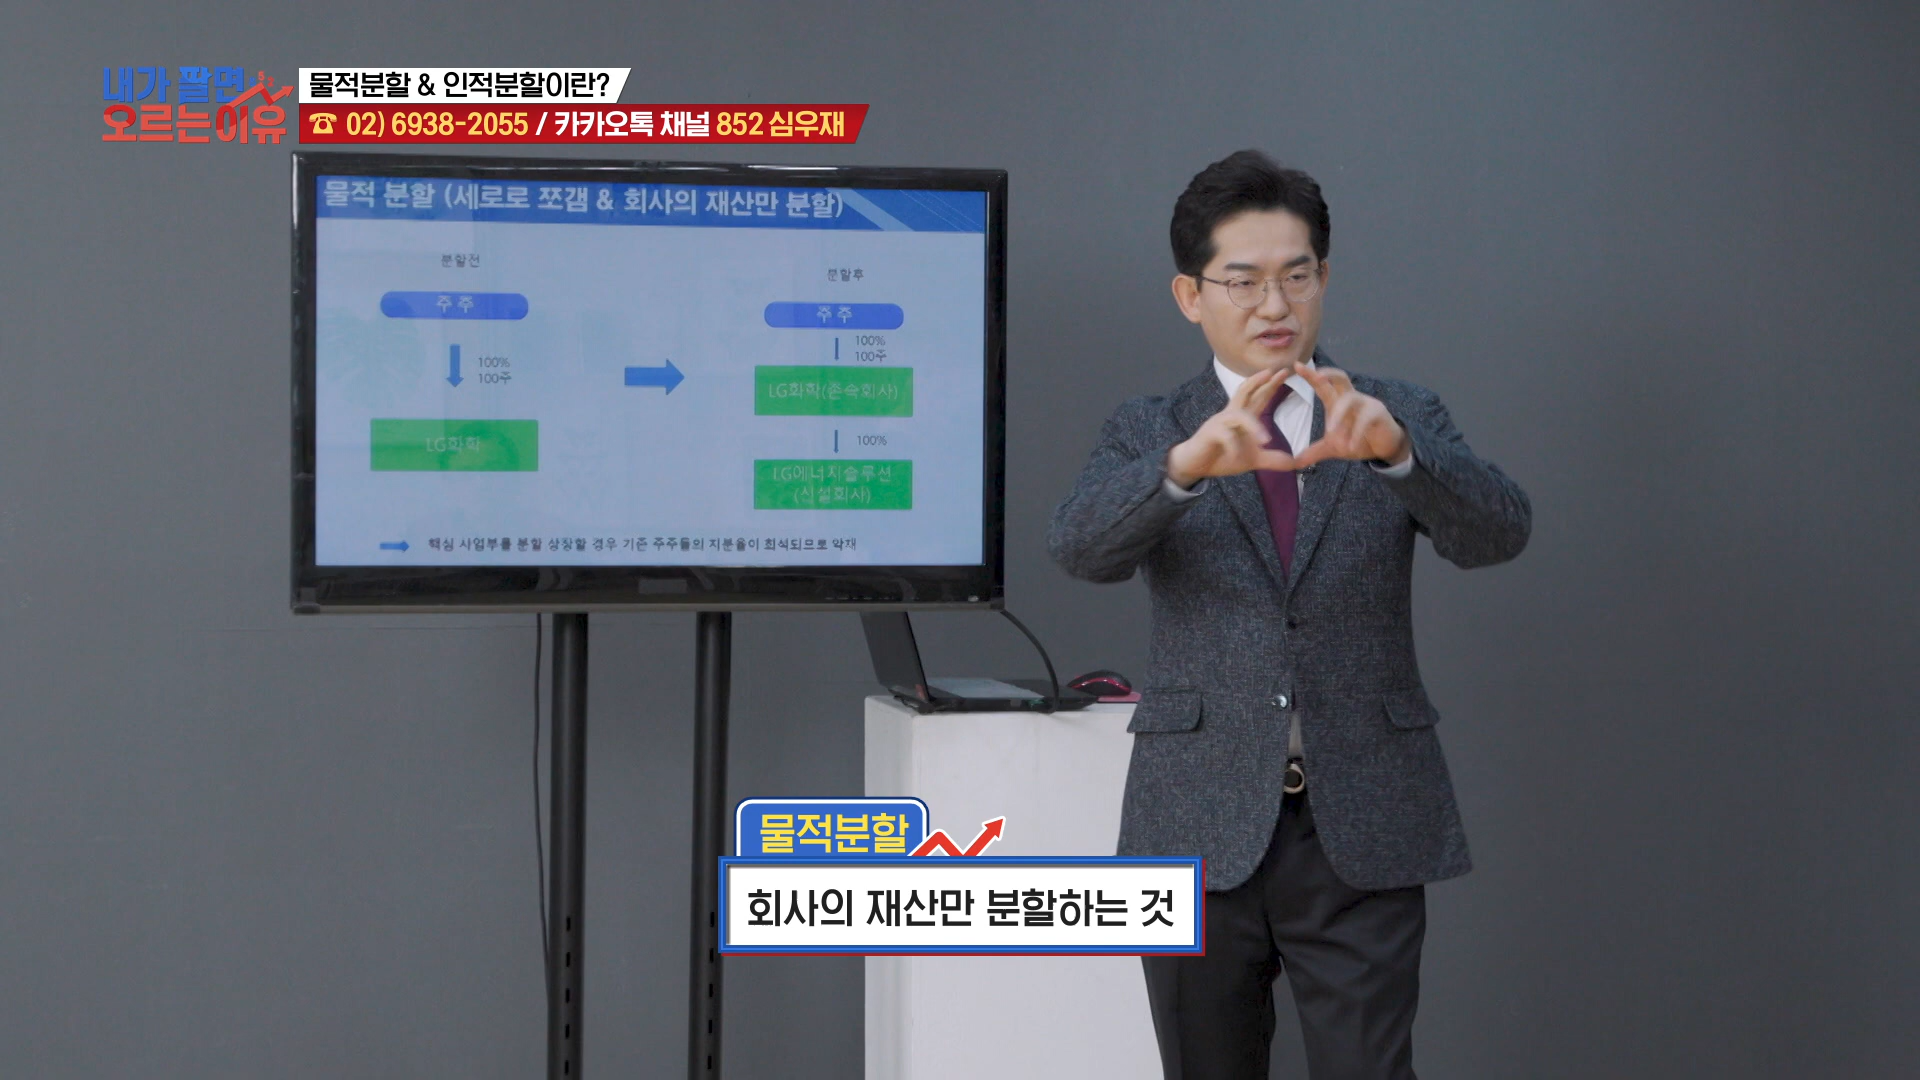 내가 팔면
오르는 이유
물적분할 & 인적분할이란?
☎ 02) 6938-2055 / 카카오톡 채널 852 심우재
물적 분할 (세로로 쪼갬 & 회사의 재산만 분할)
분할전
주 주
100%
100주
LG화학
분할후
주 주
100%
100주
LG화학(존속회사)
100%
LG에너지솔루션
(신설회사)
핵심 사업부를 분할 상장할 경우 기존 주주들의 지분율이 희석되므로 악재
물적분할
회사의 재산만 분할하는 것